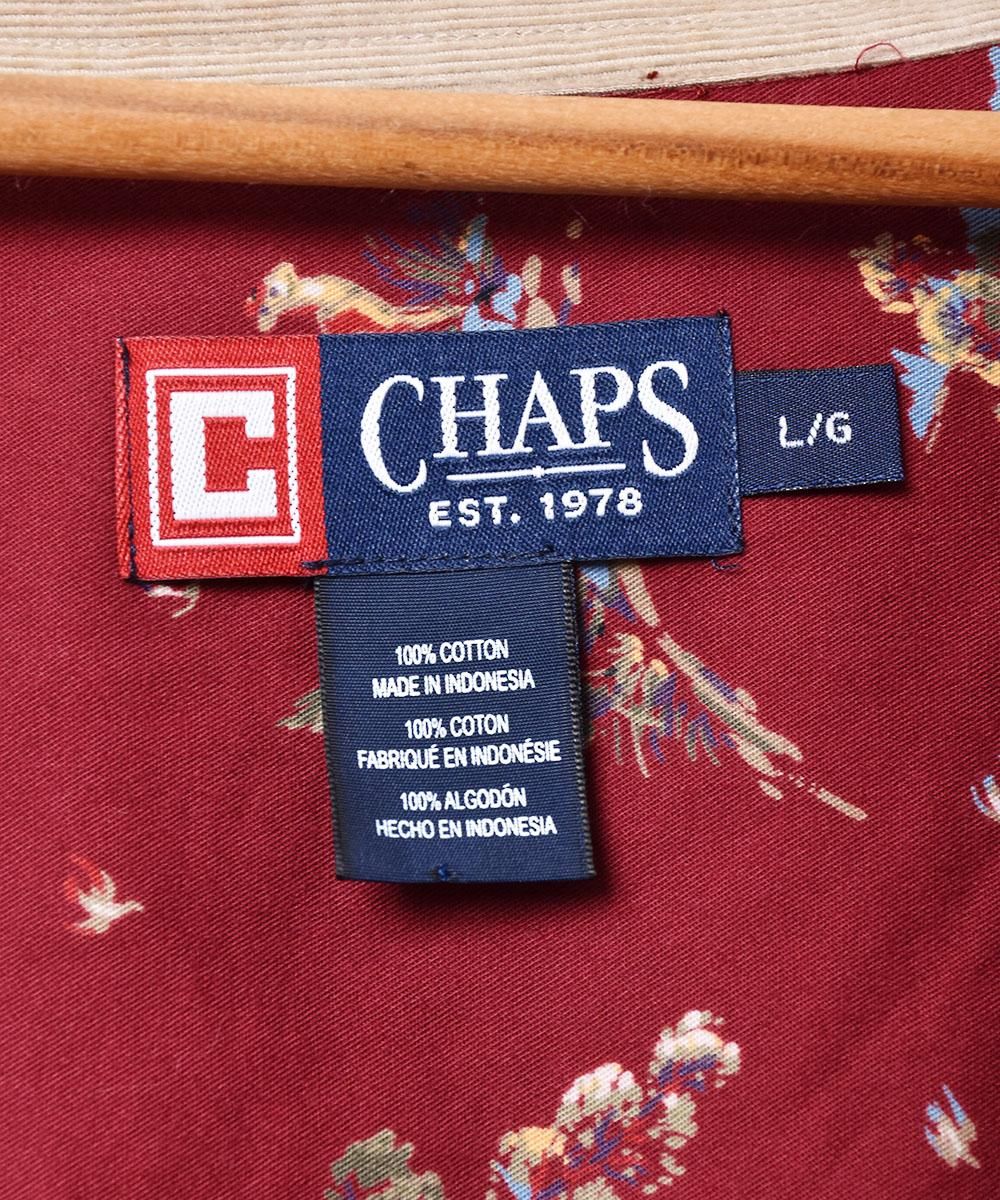 C
CHAPS
EST. 1978
L/G
100% COTTON
MADE IN INDONESIA
100% COTON
FABRIQUÉ EN INDONÉSIE
100% ALGODÓN
HECHO EN INDONESIA